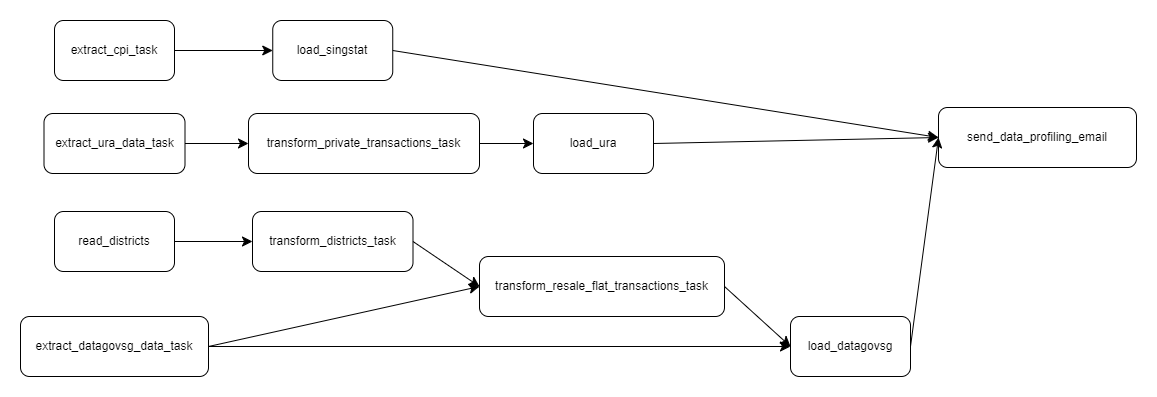 extract_cpi_task
load_singstat
extract_ura_data_task
transform_private_transactions_task
load_ura
send_data_profiling_email
read_districts
transform_districts_task
transform_resale_flat_transactions_task
extract_datagovsg_data_task
load_datagovsg